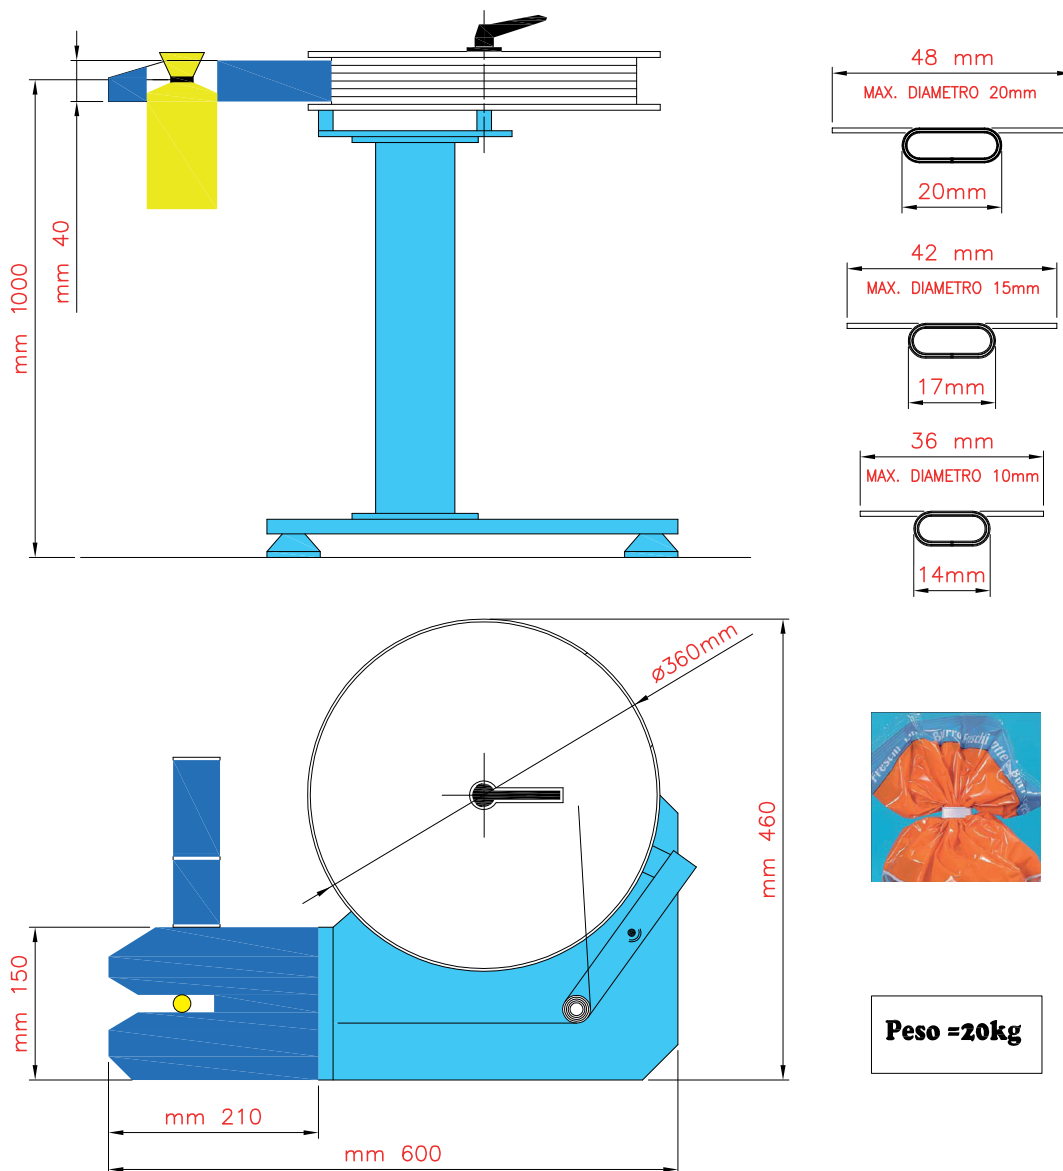 48 mm
MAX. DIAMETRO 20mm
20mm
42 mm
MAX. DIAMETRO 15mm
17mm
36 mm
MAX. DIAMETRO 10mm
14mm
mm 40
mm 1000
ø360mm
mm 460
mm 150
mm 210
mm 600
Peso =20kg